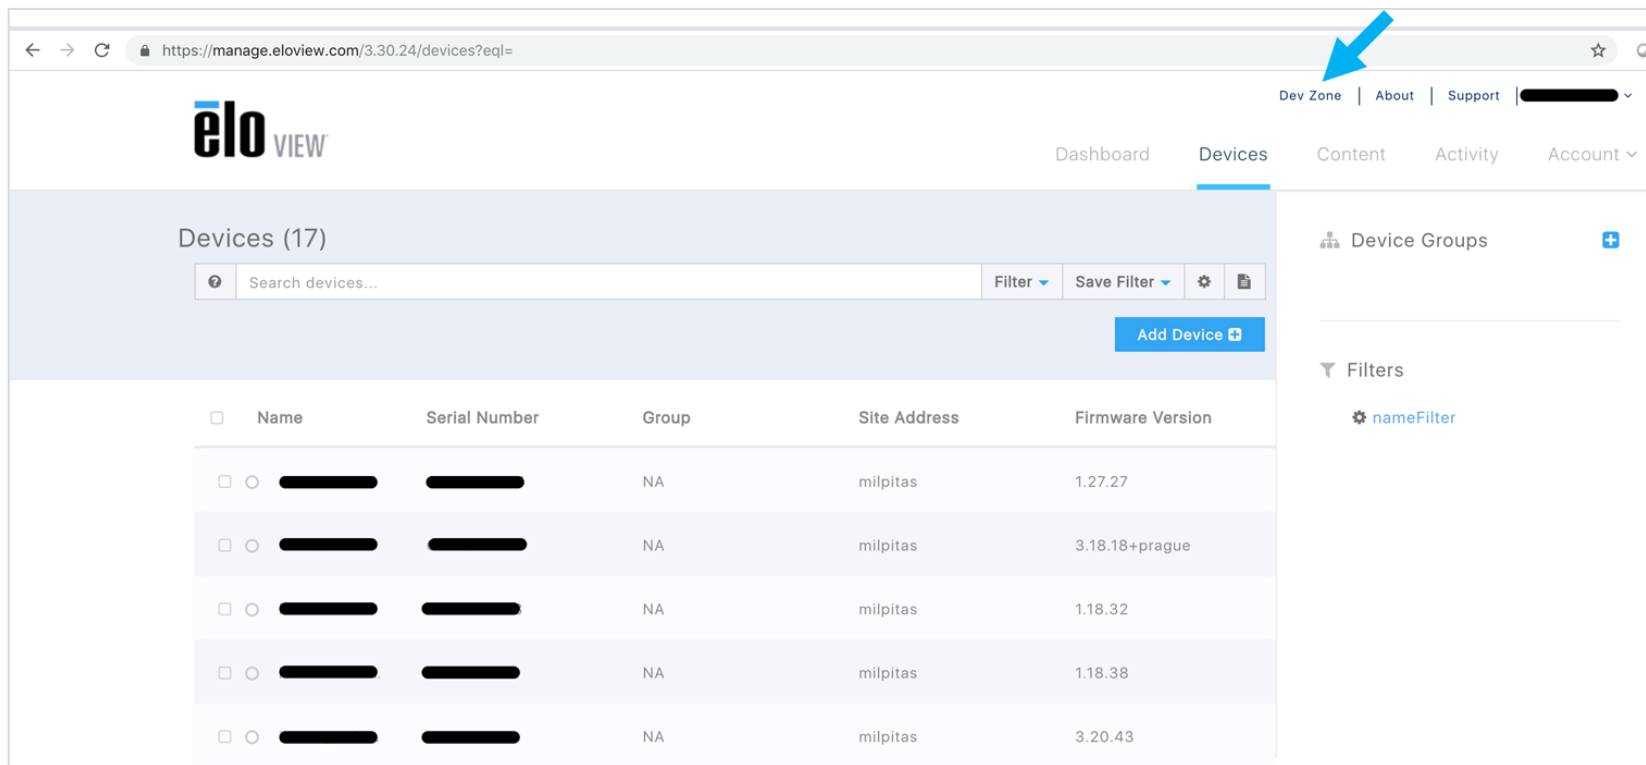 https://manage.eloview.com/3.30.24/devices?eql=
Dev Zone | About | Support |
ēlo VIEW
Dashboard Devices Content Activity Account
Devices (17)
Device Groups
Search devices...
Filter Save Filter
Add Device
Filters
nameFilter
Name Serial Number Group Site Address Firmware Version
NA milpitas 1.27.27
NA milpitas 3.18.18+prague
NA milpitas 1.18.32
NA milpitas 1.18.38
NA milpitas 3.20.43